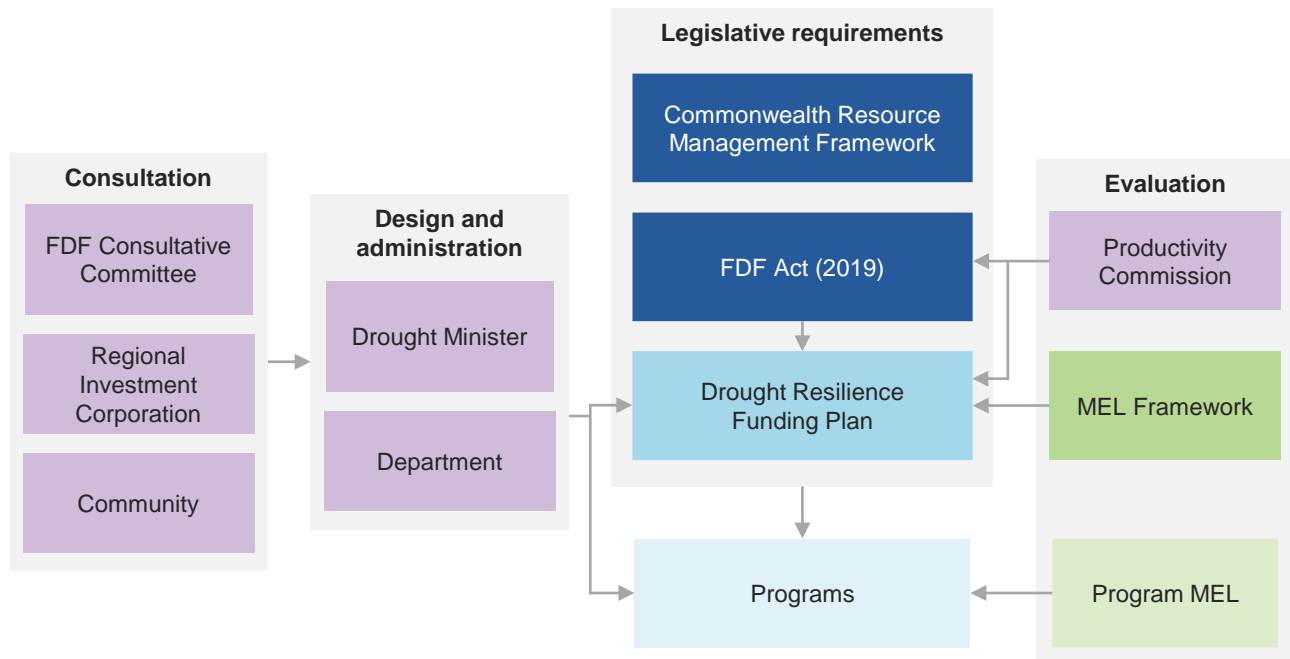 Consultation
FDF Consultative
Committee
Regional
Investment
Corporation
Community
Design and
administration
Drought Minister
Department
Legislative requirements
Commonwealth Resource
Management Framework
FDF Act (2019)
Drought Resilience
Funding Plan
Programs
Evaluation
Productivity
Commission
MEL Framework
Program MEL